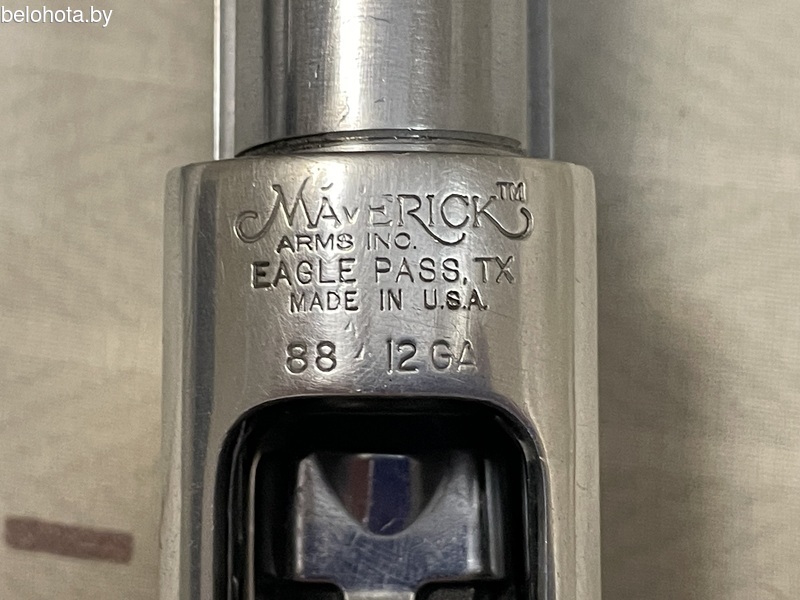 belohota.by
MAVERICK™
ARMS INC.
EAGLE PASS, TX
MADE IN U.S.A.
88 12 GA